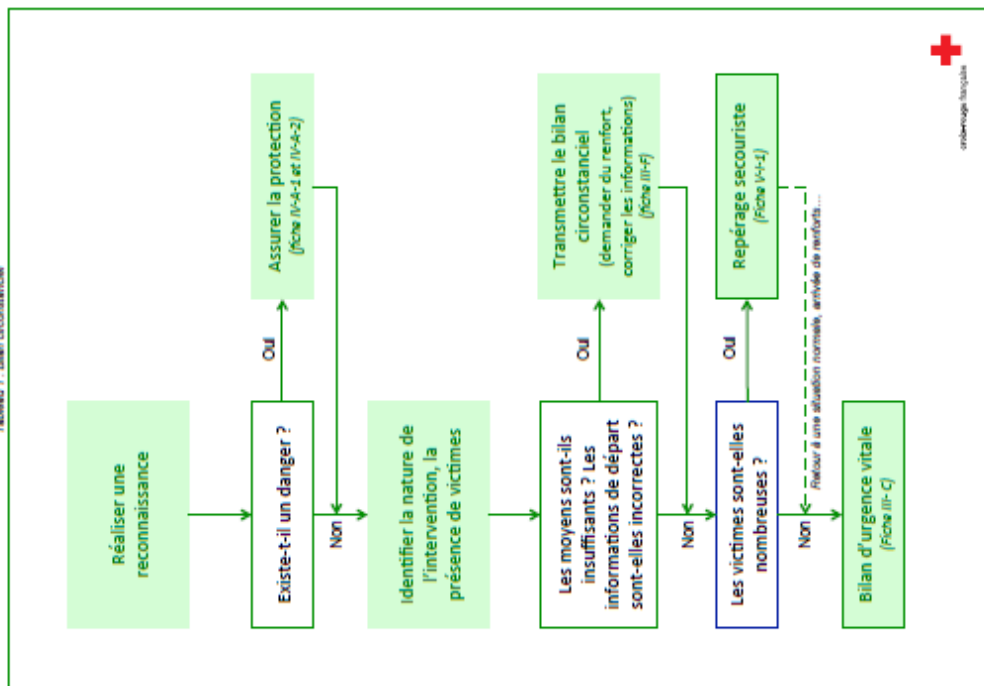 Réaliser une
reconnaissance
Existe-t-il un danger ?
Oui
Assurer la protection
(fiche IV-A-1 et IV-A-2)
Non
Identifier la nature de
l'intervention, la
présence de victimes
Les moyens sont-ils
insuffisants ? Les
informations de départ
sont-elles incorrectes ?
Oui
Transmettre le bilan
circonstanciel
(demander du renfort,
corriger les informations)
(fiche III-F)
Non
Les victimes sont-elles
nombreuses ?
Oui
Repérage secouriste
(Fiche V-I-1)
Non
Retour à une situation normale, arrivée de renforts...
Bilan d'urgence vitale
(Fiche III- C)
croix-rouge française